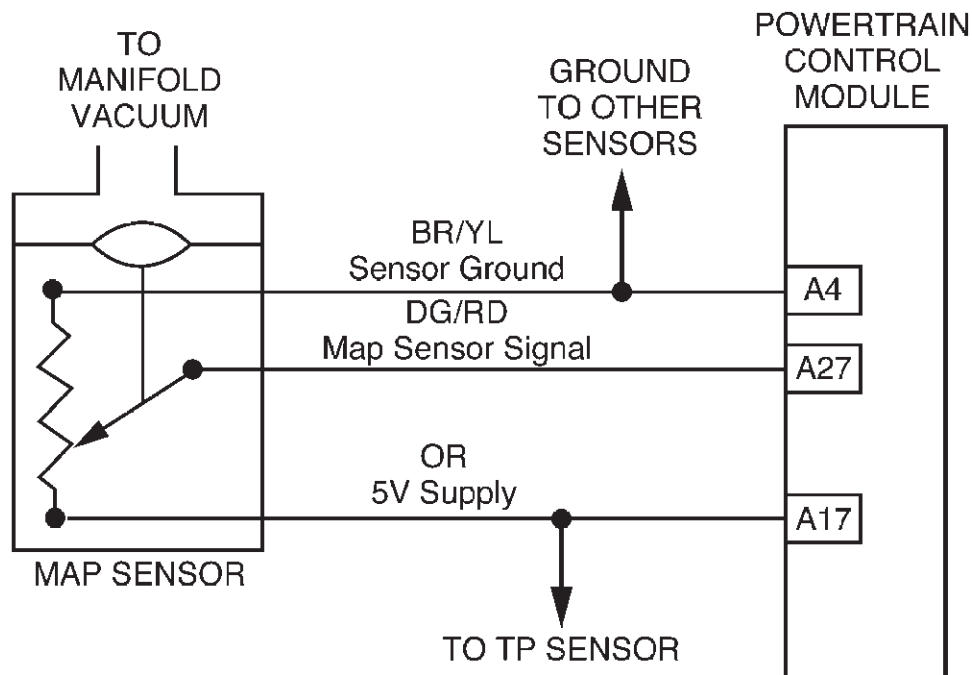 TO
MANIFOLD
VACUUM
GROUND
TO OTHER
SENSORS
POWERTRAIN
CONTROL
MODULE
BR/YL
Sensor Ground
A4
DG/RD
Map Sensor Signal
A27
OR
5V Supply
A17
MAP SENSOR
TO TP SENSOR